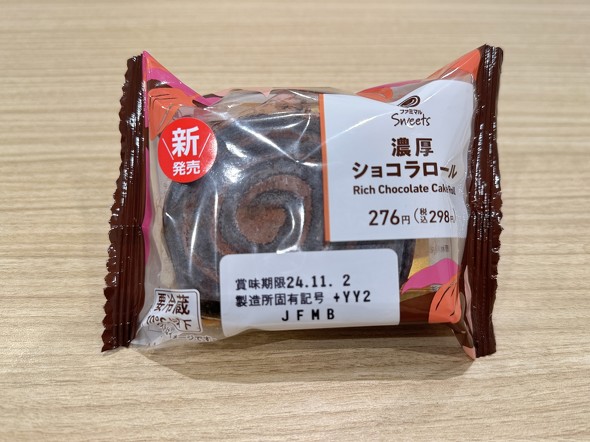 新
発売
ファミマル
Sweets
濃厚
ショコラロール
Rich Chocolate Cake Roll
276円(税込298円)
賞味期限24.11. 2
製造所固有記号 +YY2
JFMB
要冷蔵